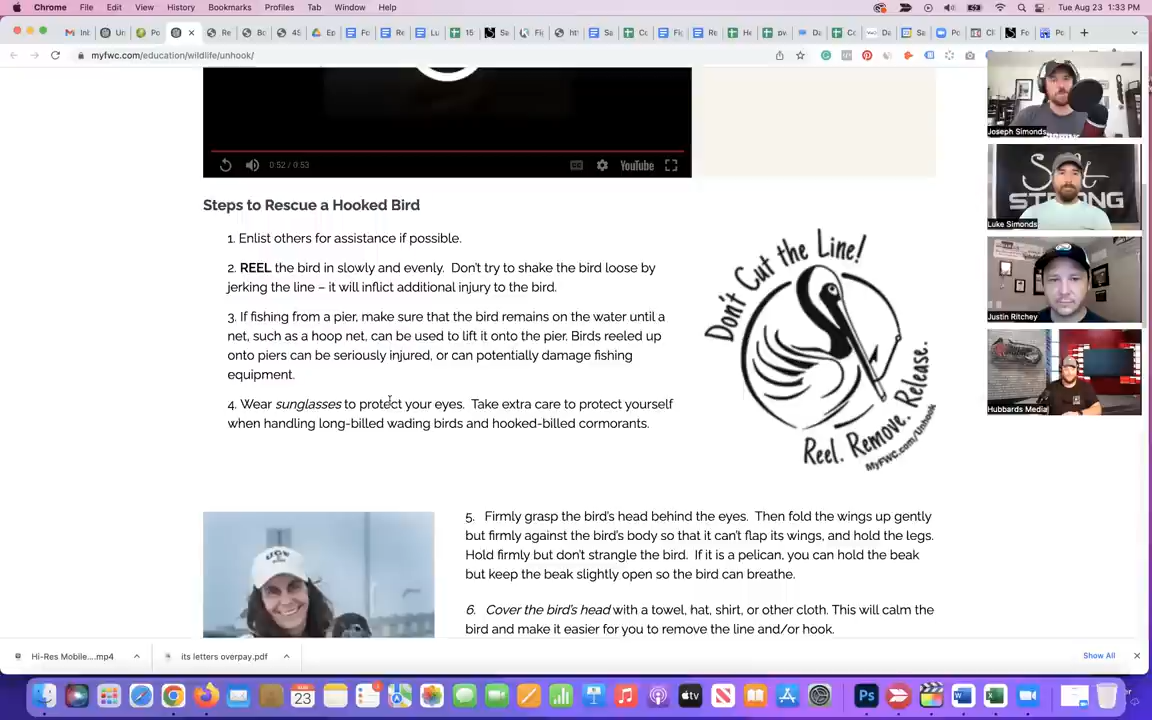 Chrome File Edit View History Bookmarks Profiles Tab Window Help Tue Aug 23 1:33 PM
myfwc.com/education/wildlife/unhook/
0:52 / 0:53 YouTube
Steps to Rescue a Hooked Bird
1. Enlist others for assistance if possible.
2. REEL the bird in slowly and evenly. Don't try to shake the bird loose by
jerking the line – it will inflict additional injury to the bird.
3. If fishing from a pier, make sure that the bird remains on the water until a
net, such as a hoop net, can be used to lift it onto the pier. Birds reeled up
onto piers can be seriously injured, or can potentially damage fishing
equipment.
4. Wear sunglasses to protect your eyes. Take extra care to protect yourself
when handling long-billed wading birds and hooked-billed cormorants.
Don't Cut the Line!
Reel. Remove. Release.
MyFWC.com/Unhook
5. Firmly grasp the bird's head behind the eyes. Then fold the wings up gently
but firmly against the bird's body so that it can't flap its wings, and hold the legs.
Hold firmly but don't strangle the bird. If it is a pelican, you can hold the beak
but keep the beak slightly open so the bird can breathe.
6. Cover the bird's head with a towel, hat, shirt, or other cloth. This will calm the
bird and make it easier for you to remove the line and/or hook.
Joseph Simonds
Luke Simonds
Justin Ritchey
Hubbards Media
Hi-Res Mobile....mp4
its letters overpay.pdf
Show All